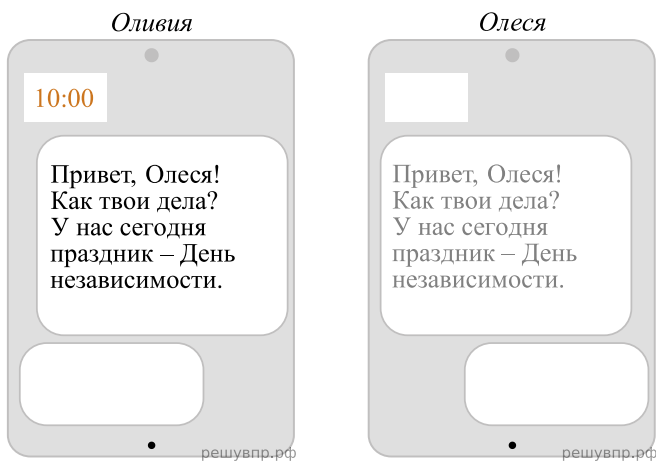 Оливия
10:00
Привет, Олеся!
Как твои дела?
У нас сегодня
праздник – День
независимости.
решувпр.рф
Олеся
Привет, Олеся!
Как твои дела?
У нас сегодня
праздник – День
независимости.
решувпр.рф